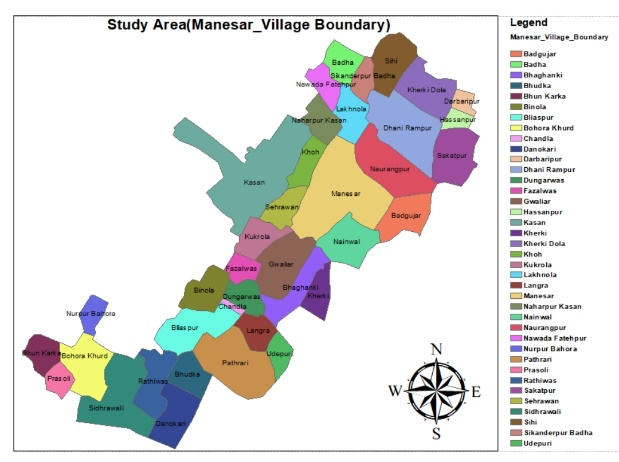 Study Area(Manesar_Village Boundary)
Badha
Sihi
Sikanderpur Badha
Nawada Fatehpur
Kherki Dola
Darbaripur
Lakhnola
Hassanpur
Naharpur Kasan
Dhani Rampur
Khoh
Sakatpur
Naurangpur
Kasan
Manesar
Sehrawan
Badgujar
Kukrola
Nainwal
Gwaliar
Fazalwas
Bhaghanki
Binola
Dungarwas
Kherki
Chandla
Nurpur Bahora
Bliaspur
Langra
Bhun Karka
Bohora Khurd
Udepuri
Pathrari
Prasoli
Rathiwas
Bhudka
Sidhrawali
Danokari
N
W
E
S
Legend
Manesar_Village_Boundary
Badgujar
Badha
Bhaghanki
Bhudka
Bhun Karka
Binola
Bliaspur
Bohora Khurd
Chandla
Danokari
Darbaripur
Dhani Rampur
Dungarwas
Fazalwas
Gwaliar
Hassanpur
Kasan
Kherki
Kherki Dola
Khoh
Kukrola
Lakhnola
Langra
Manesar
Naharpur Kasan
Nainwal
Naurangpur
Nawada Fatehpur
Nurpur Bahora
Pathrari
Prasoli
Rathiwas
Sakatpur
Sehrawan
Sidhrawali
Sihi
Sikanderpur Badha
Udepuri